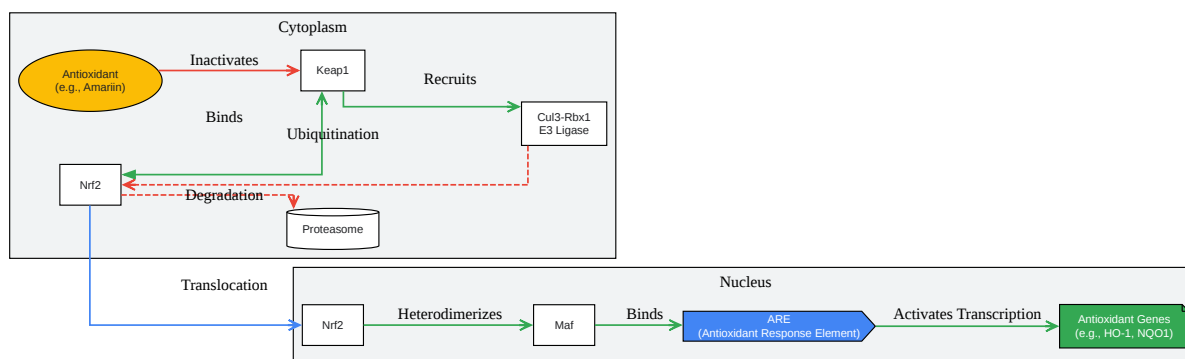 Cytoplasm
Inactivates
Antioxidant
(e.g., Amariin)
Keap1
Recruits
Cul3-Rbx1
E3 Ligase
Binds
Ubiquitination
Nrf2
Degradation
Proteasome
Translocation
Nucleus
Nrf2
Heterodimerizes
Maf
Binds
ARE
(Antioxidant Response Element)
Activates Transcription
Antioxidant Genes
(e.g., HO-1, NQO1)